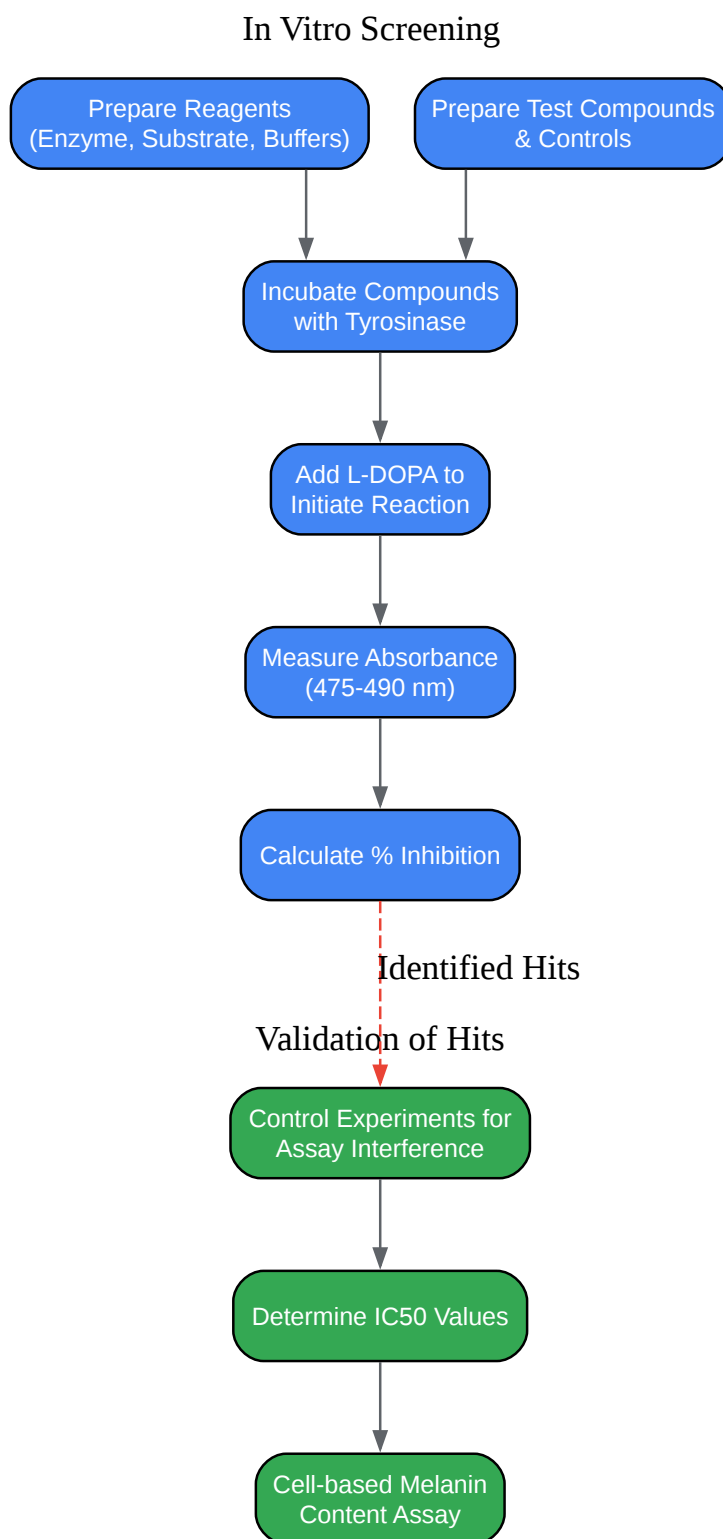 In Vitro Screening
Prepare Reagents
(Enzyme, Substrate, Buffers)
Prepare Test Compounds
& Controls
Incubate Compounds
with Tyrosinase
Add L-DOPA to
Initiate Reaction
Measure Absorbance
(475-490 nm)
Calculate % Inhibition
Identified Hits
Validation of Hits
Control Experiments for
Assay Interference
Determine IC50 Values
Cell-based Melanin
Content Assay